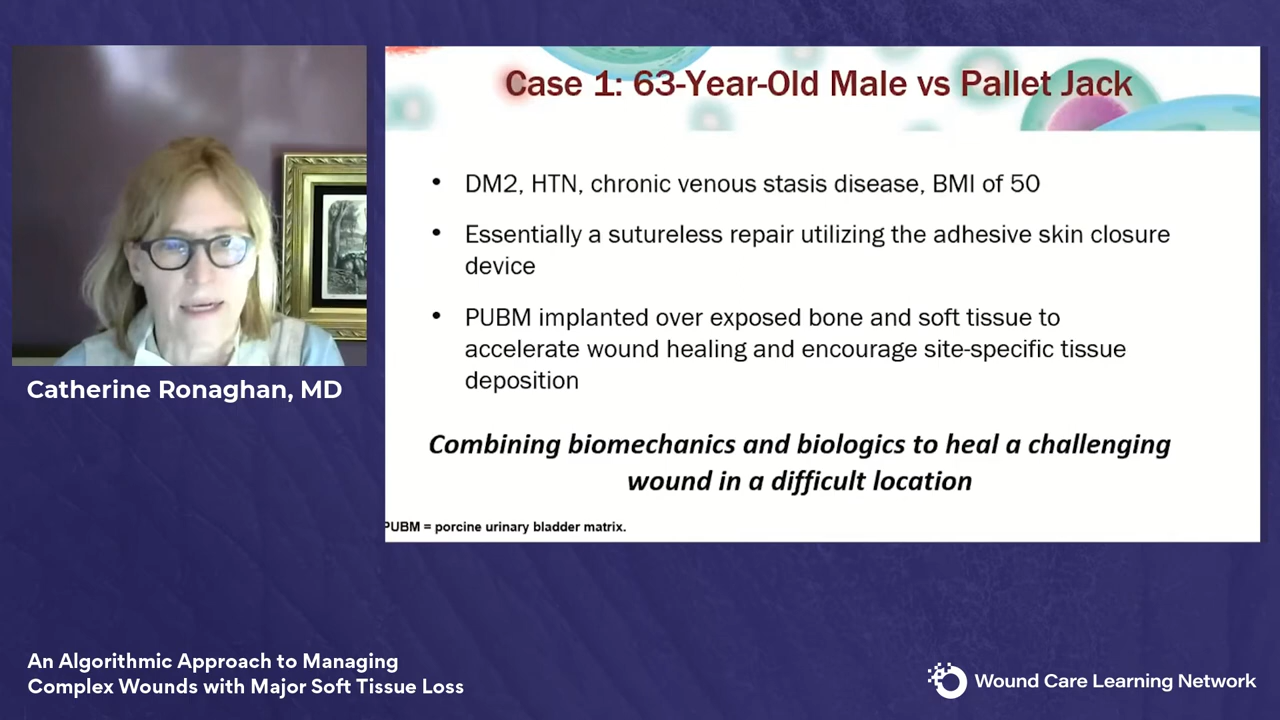 Case 1: 63-Year-Old Male vs Pallet Jack
• DM2, HTN, chronic venous stasis disease, BMI of 50
• Essentially a sutureless repair utilizing the adhesive skin closure
device
• PUBM implanted over exposed bone and soft tissue to
accelerate wound healing and encourage site-specific tissue
deposition
Combining biomechanics and biologics to heal a challenging
wound in a difficult location
PUBM = porcine urinary bladder matrix.
Catherine Ronaghan, MD
An Algorithmic Approach to Managing
Complex Wounds with Major Soft Tissue Loss
Wound Care Learning Network